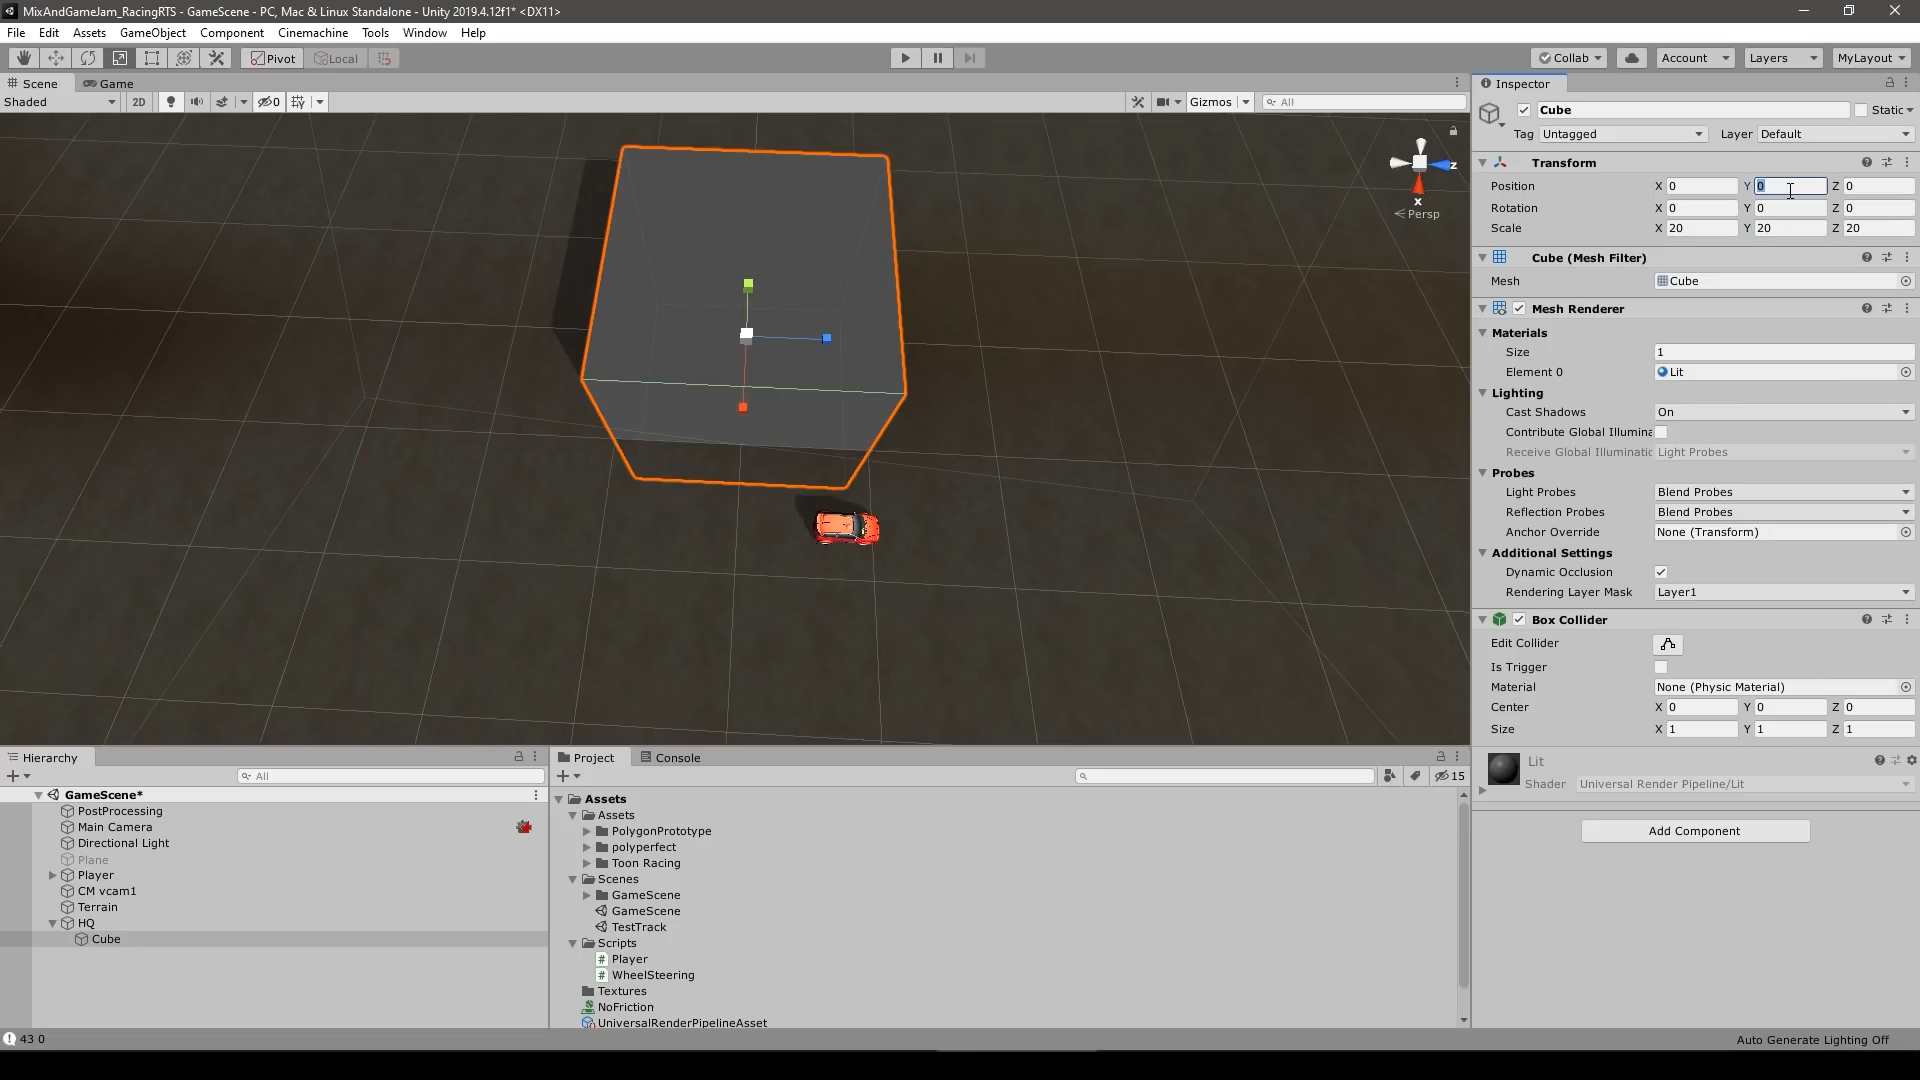 MixAndGameJam_RacingRTS - GameScene - PC, Mac & Linux Standalone - Unity 2019.4.12f1* <DX11>
File Edit Assets GameObject Component Cinemachine Tools Window Help
Pivot Local Collab Account Layers MyLayout
Scene Game
Shaded 2D 0 Gizmos All
z
x
Persp
Inspector
Cube Static
Tag Untagged Layer Default
Transform
Position X 0 Y 0 Z 0
Rotation X 0 Y 0 Z 0
Scale X 20 Y 20 Z 20
Cube (Mesh Filter)
Mesh Cube
Mesh Renderer
Materials
Size 1
Element 0 Lit
Lighting
Cast Shadows On
Contribute Global Illumina
Receive Global Illuminatic Light Probes
Probes
Light Probes Blend Probes
Reflection Probes Blend Probes
Anchor Override None (Transform)
Additional Settings
Dynamic Occlusion
Rendering Layer Mask Layer1
Box Collider
Edit Collider
Is Trigger
Material None (Physic Material)
Center X 0 Y 0 Z 0
Size X 1 Y 1 Z 1
Lit
Shader Universal Render Pipeline/Lit
Add Component
Hierarchy
All
GameScene*
PostProcessing
Main Camera
Directional Light
Plane
Player
CM vcam1
Terrain
HQ
Cube
Project Console
15
Assets
Assets
PolygonPrototype
polyperfect
Toon Racing
Scenes
GameScene
GameScene
TestTrack
Scripts
Player
WheelSteering
Textures
NoFriction
UniversalRenderPipelineAsset
43 0
Auto Generate Lighting Off